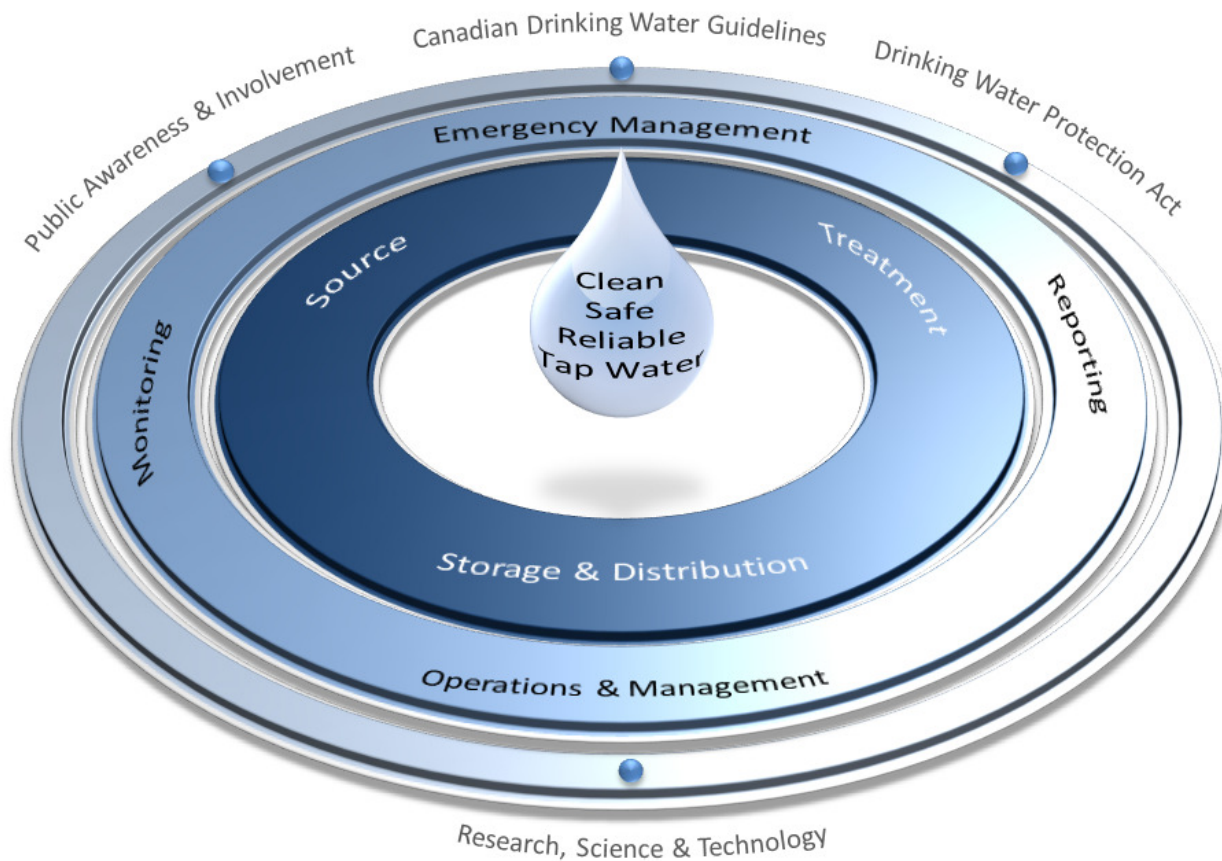 Canadian Drinking Water Guidelines
Public Awareness & Involvement
Drinking Water Protection Act
Emergency Management
Source
Treatment
Clean
Safe
Reliable
Tap Water
Monitoring
Reporting
Storage & Distribution
Operations & Management
Research, Science & Technology